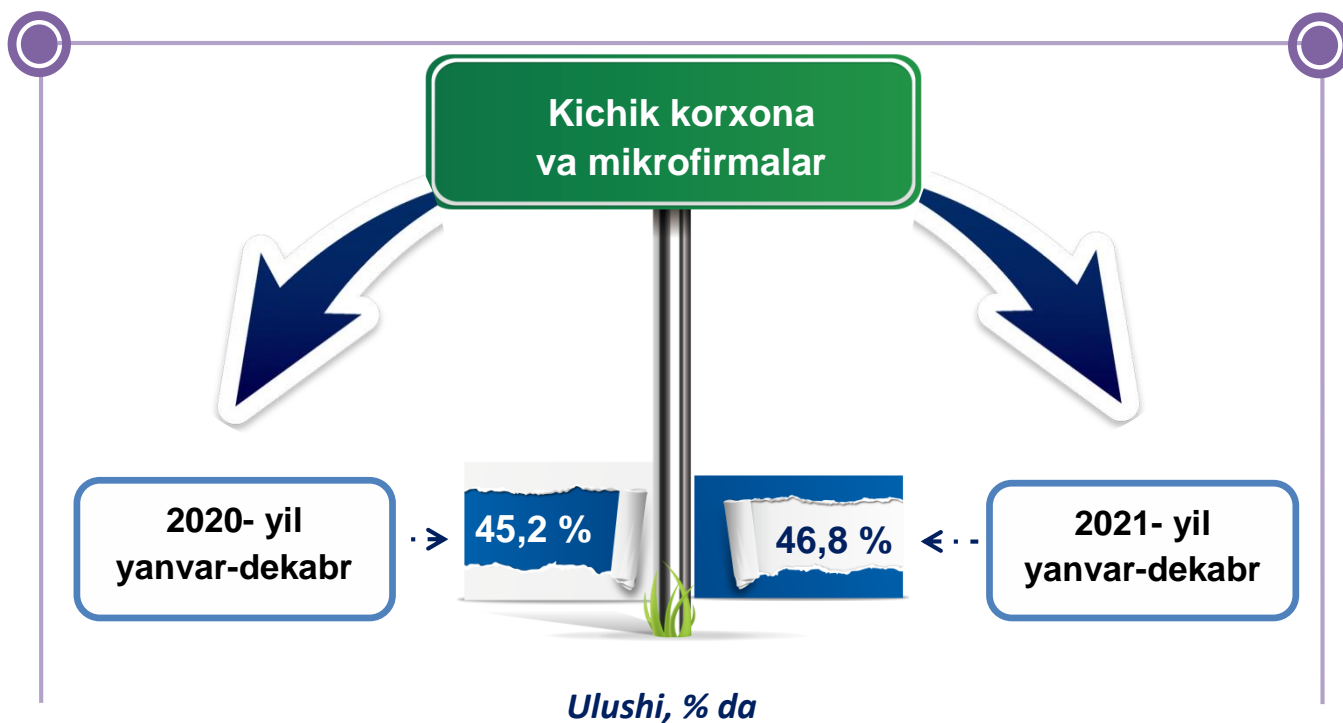 Kichik korxona
va mikrofirmalar
2020- yil
yanvar-dekabr
45,2 %
46,8 %
2021- yil
yanvar-dekabr
Ulushi, % da